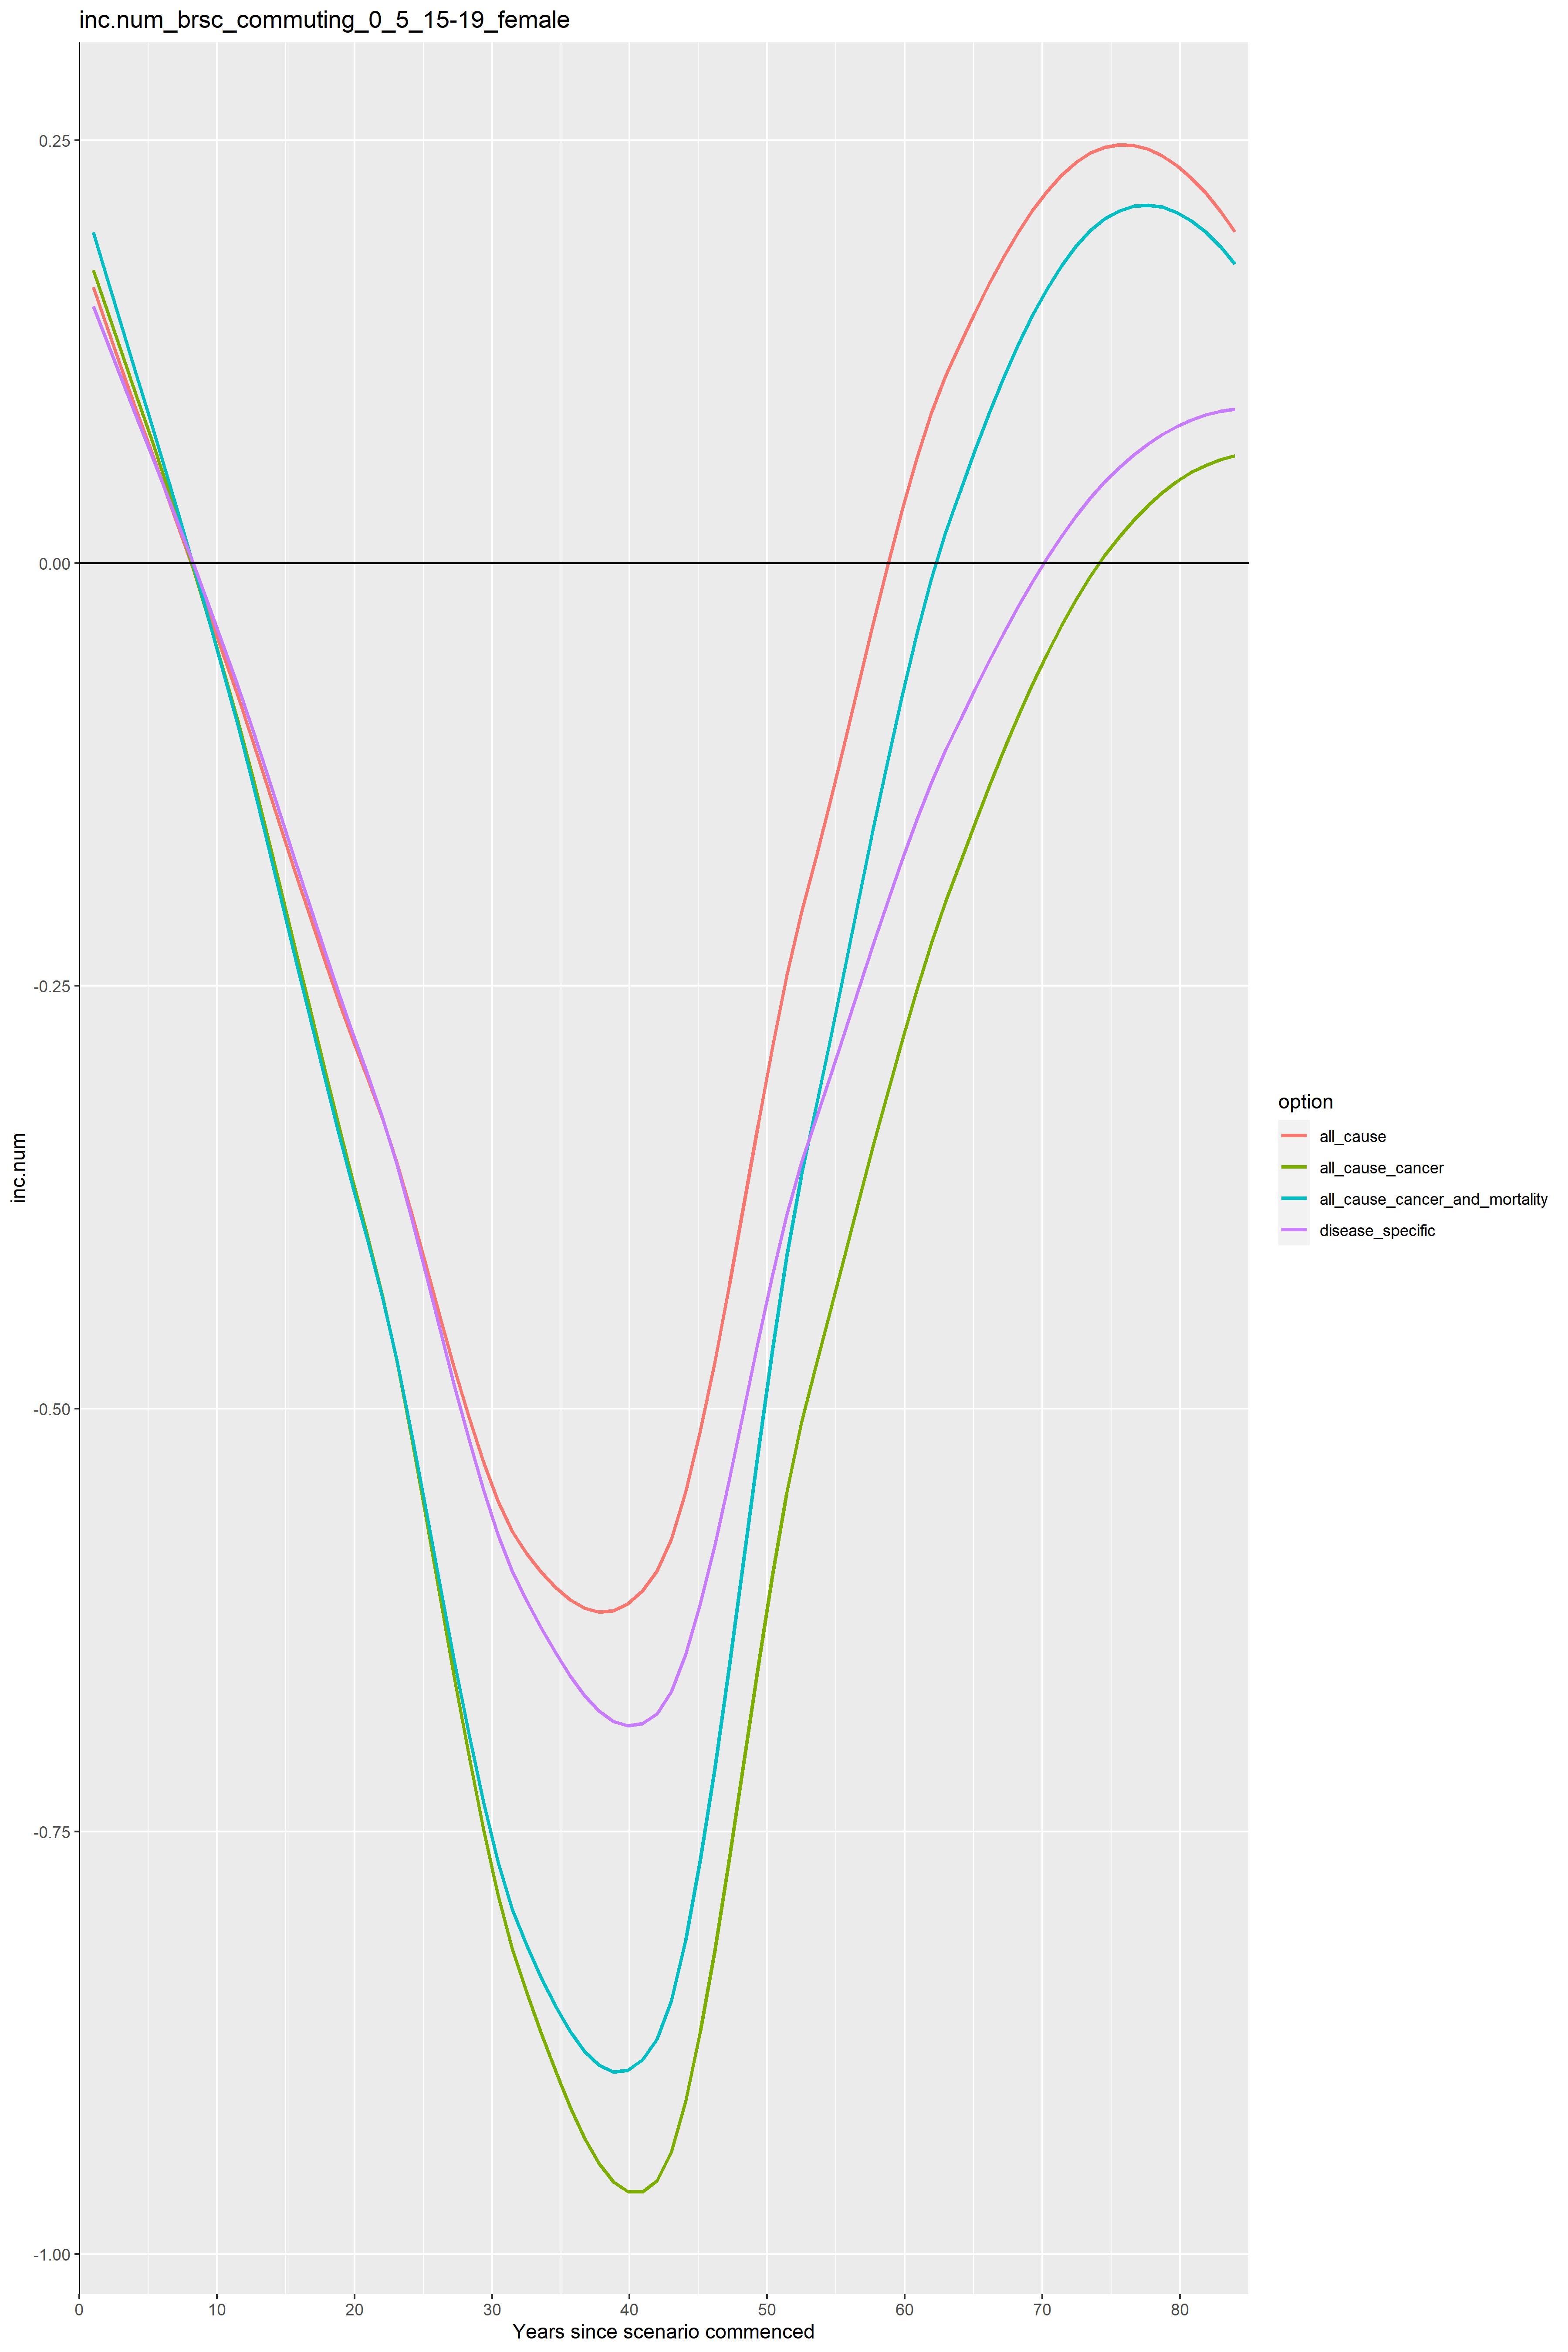 inc.num_brsc_commuting_0_5_15-19_female
0.25
0.00
-0.25
-0.50
-0.75
-1.00
inc.num
0 10 20 30 40 50 60 70 80
Years since scenario commenced
option
all_cause
all_cause_cancer
all_cause_cancer_and_mortality
disease_specific